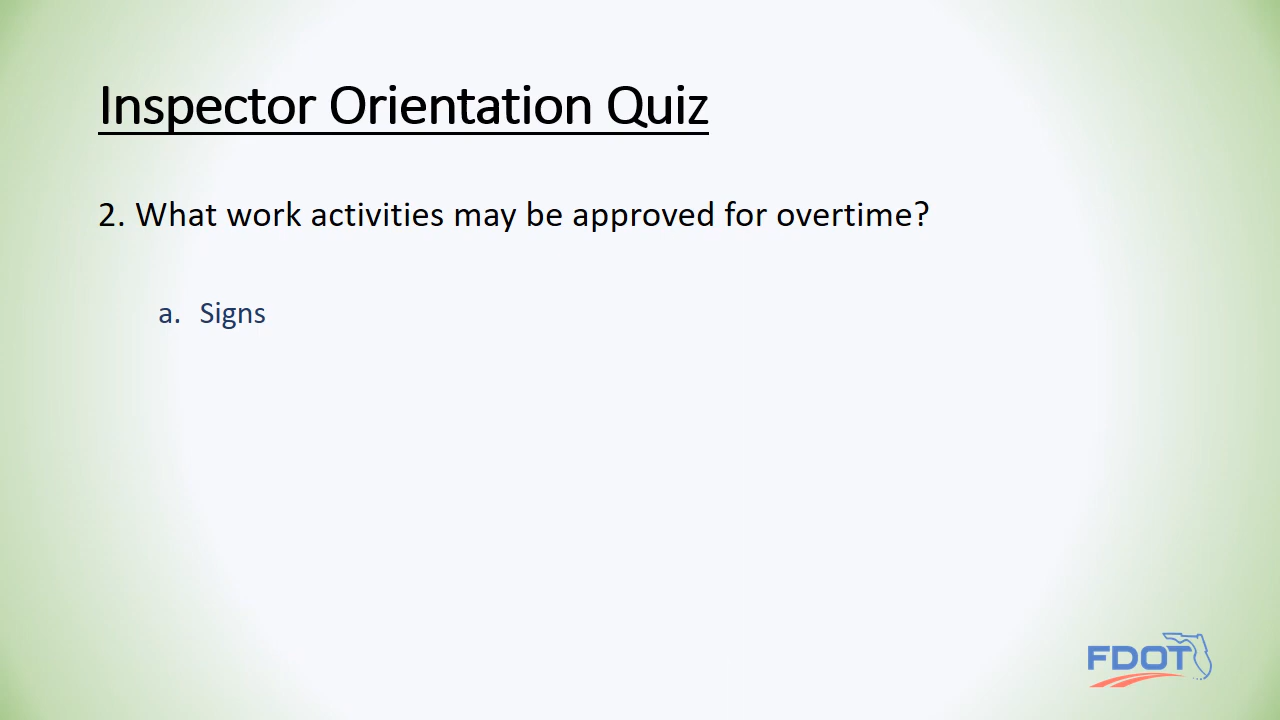 Inspector Orientation Quiz
2. What work activities may be approved for overtime?
a. Signs
FDOT